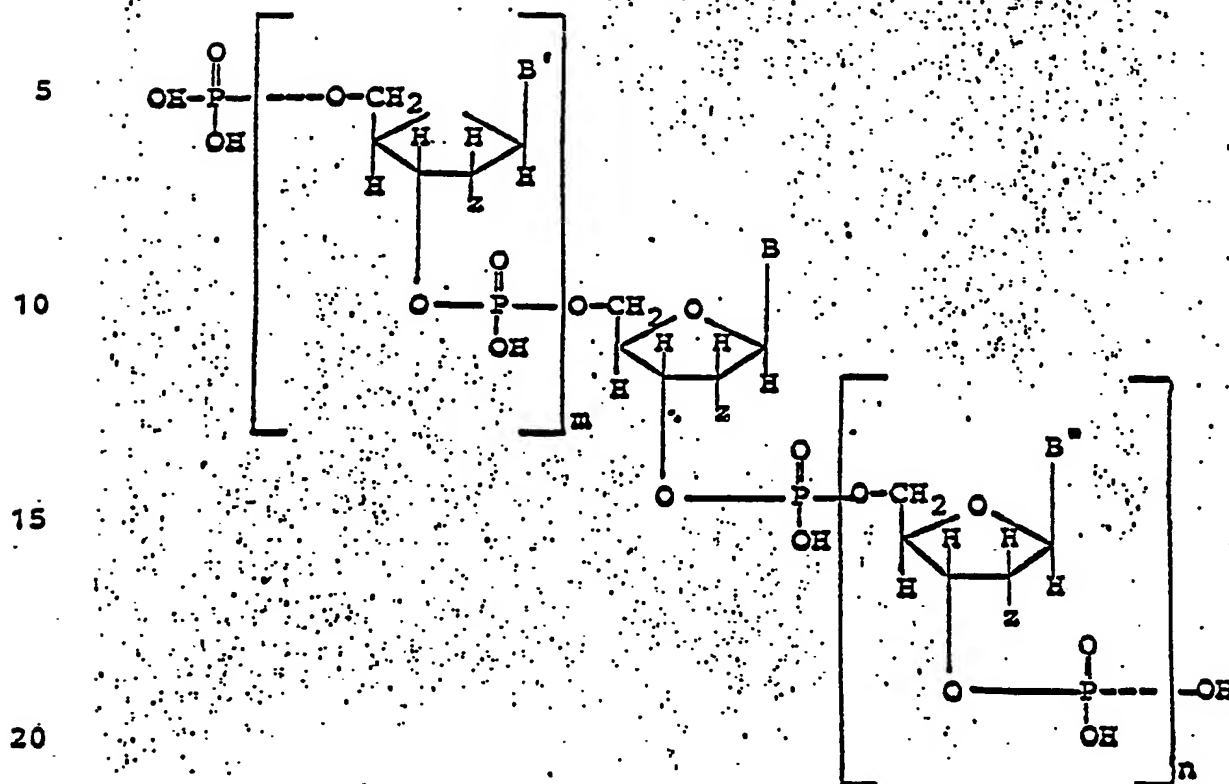 O
B'
5 OH-P-----O-CH2
OH H H
H H
Z
B
O
10 O-P-O-CH2 O
OH H H
H H
Z
m
B"
O
15 O-P-O-CH2 O
OH H H
H H
Z
O
O-P----OH
20 OH
n